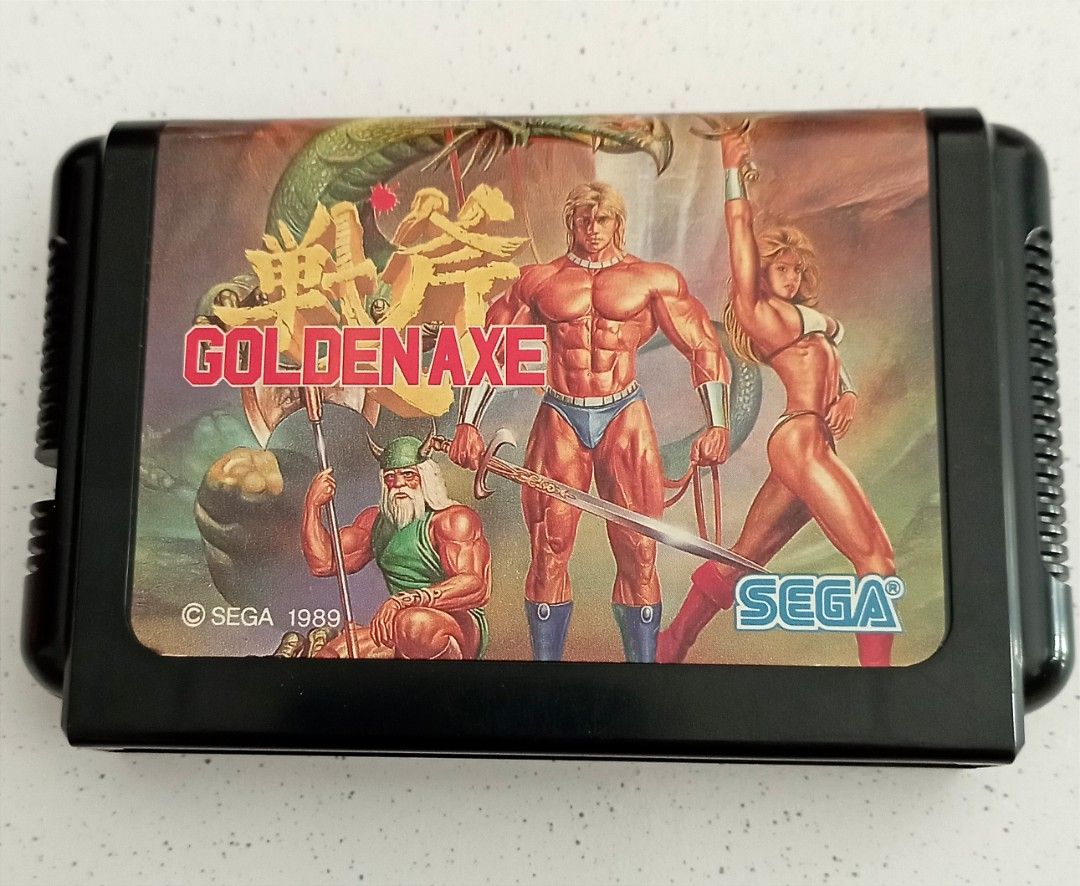 戦斧
GOLDEN AXE
© SEGA 1989
SEGA®